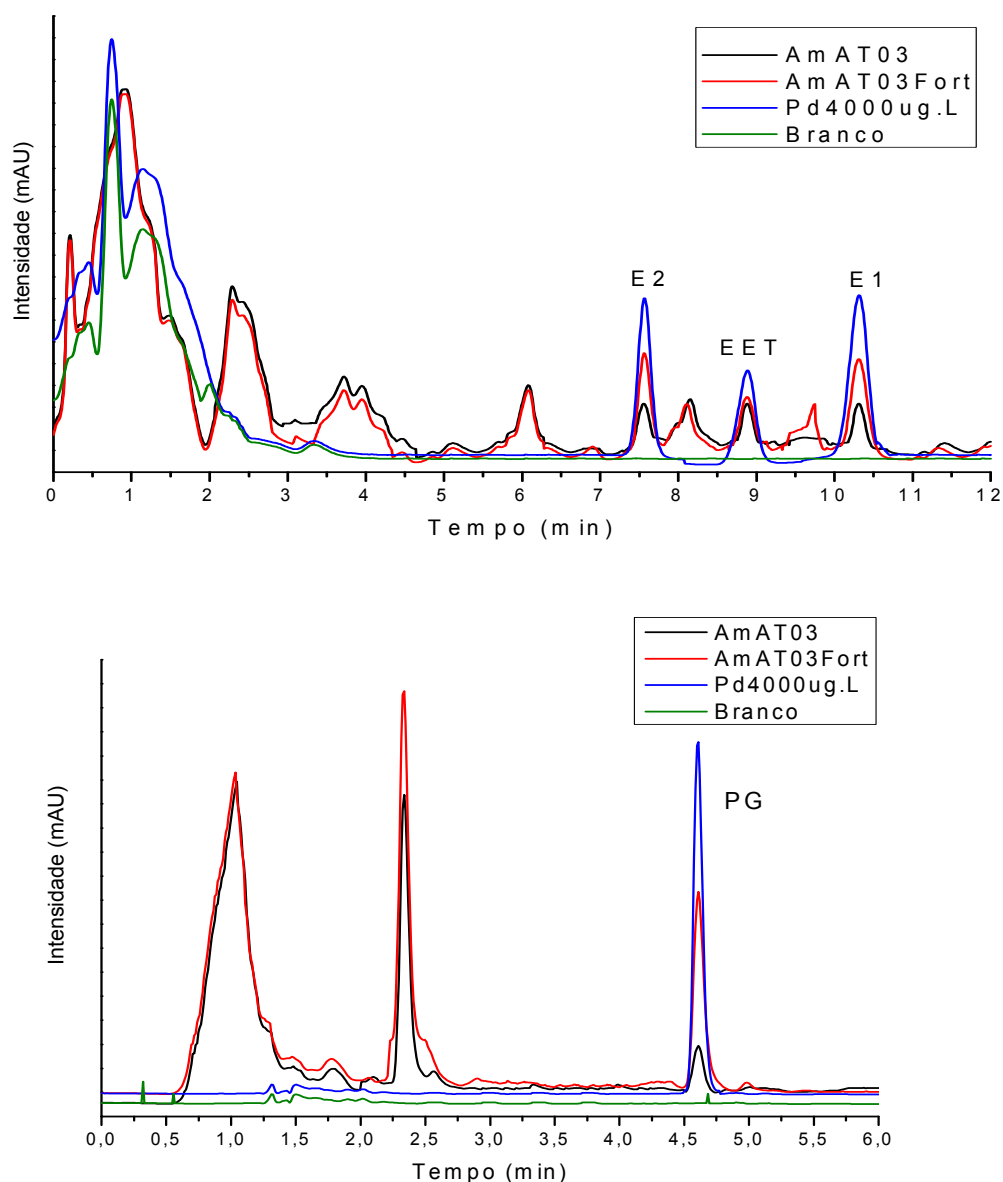 AmAT03
AmAT03Fort
Pd4000ug.L
Branco
Intensidade (mAU)
E2
EET
E1
0 1 2 3 4 5 6 7 8 9 10 11 12
Tempo (min)
AmAT03
AmAT03Fort
Pd4000ug.L
Branco
Intensidade (mAU)
PG
0,0 0,5 1,0 1,5 2,0 2,5 3,0 3,5 4,0 4,5 5,0 5,5 6,0
Tempo (min)